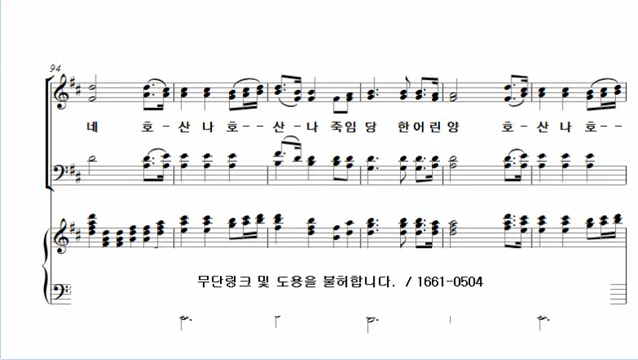 94
네 호-산 나 호--산-나 죽임 당 한어린 양 호-산나호--
무단링크 및 도용을 불허합니다. / 1661-0504